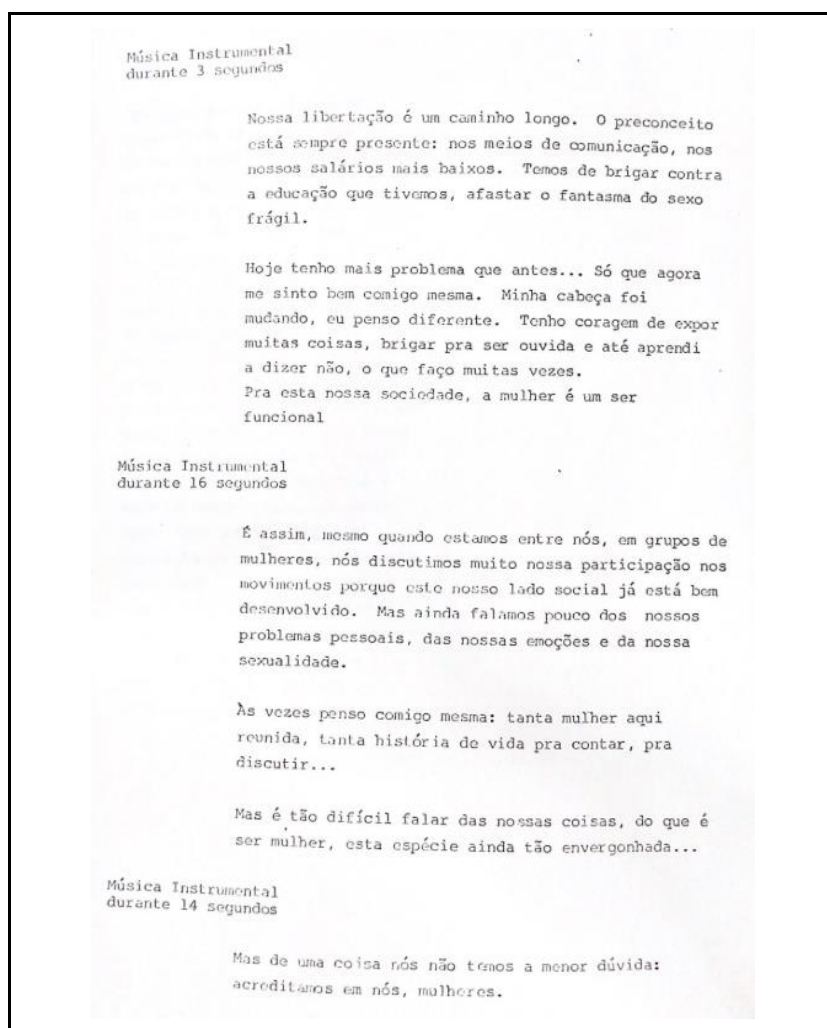 Música Instrumental
durante 3 segundos
Nossa libertação é um caminho longo. O preconceito
está sempre presente: nos meios de comunicação, nos
nossos salários mais baixos. Temos de brigar contra
a educação que tivemos, afastar o fantasma do sexo
frágil.
Hoje tenho mais problema que antes... Só que agora
me sinto bem comigo mesma. Minha cabeça foi
mudando, eu penso diferente. Tenho coragem de expor
muitas coisas, brigar pra ser ouvida e até aprendi
a dizer não, o que faço muitas vezes.
Pra esta nossa sociedade, a mulher é um ser
funcional
Música Instrumental
durante 16 segundos
É assim, mesmo quando estamos entre nós, em grupos de
mulheres, nós discutimos muito nossa participação nos
movimentos porque este nosso lado social já está bem
desenvolvido. Mas ainda falamos pouco dos nossos
problemas pessoais, das nossas emoções e da nossa
sexualidade.
Às vezes penso comigo mesma: tanta mulher aqui
reunida, tanta história de vida pra contar, pra
discutir...
Mas é tão difícil falar das nossas coisas, do que é
ser mulher, esta espécie ainda tão envergonhada...
Música Instrumental
durante 14 segundos
Mas de uma coisa nós não temos a menor dúvida:
acreditamos em nós, mulheres.